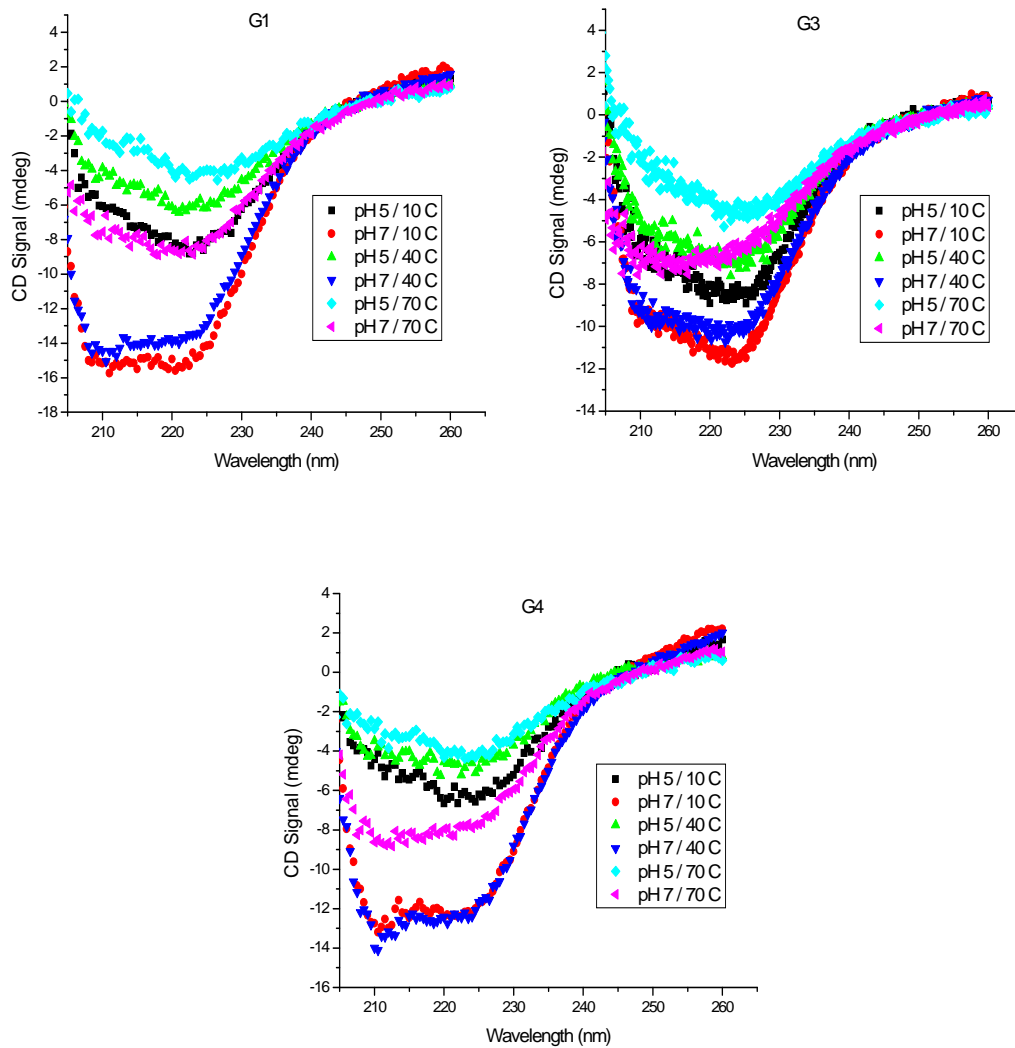 G1
4
2
0
-2
-4
-6
-8
-10
-12
-14
-16
-18
CD Signal (mdeg)
pH 5 / 10 C
pH 7 / 10 C
pH 5 / 40 C
pH 7 / 40 C
pH 5 / 70 C
pH 7 / 70 C
210 220 230 240 250 260
Wavelength (nm)
G3
4
2
0
-2
-4
-6
-8
-10
-12
-14
CD Signal (mdeg)
pH 5 / 10 C
pH 7 / 10 C
pH 5 / 40 C
pH 7 / 40 C
pH 5 / 70 C
pH 7 / 70 C
210 220 230 240 250 260
Wavelength (nm)
G4
4
2
0
-2
-4
-6
-8
-10
-12
-14
-16
CD Signal (mdeg)
pH 5 / 10 C
pH 7 / 10 C
pH 5 / 40 C
pH 7 / 40 C
pH 5 / 70 C
pH 7 / 70 C
210 220 230 240 250 260
Wavelength (nm)